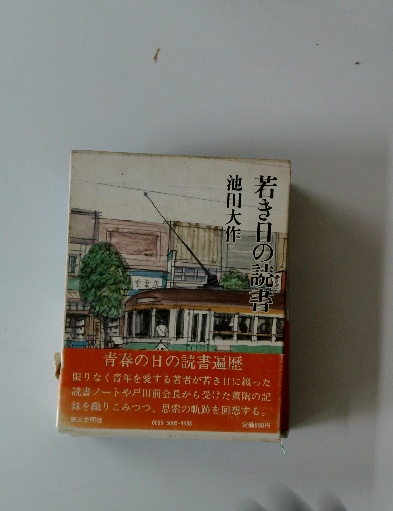 若き日の読書
池田大作
青春の日の読書遍歴
限りなく青年を愛する著者が若き日に綴った
読書ノートや戸田前会長から受けた薫陶の記
録を織りこみつつ、思索の軌跡を回想する。
第三文明社
定価880円